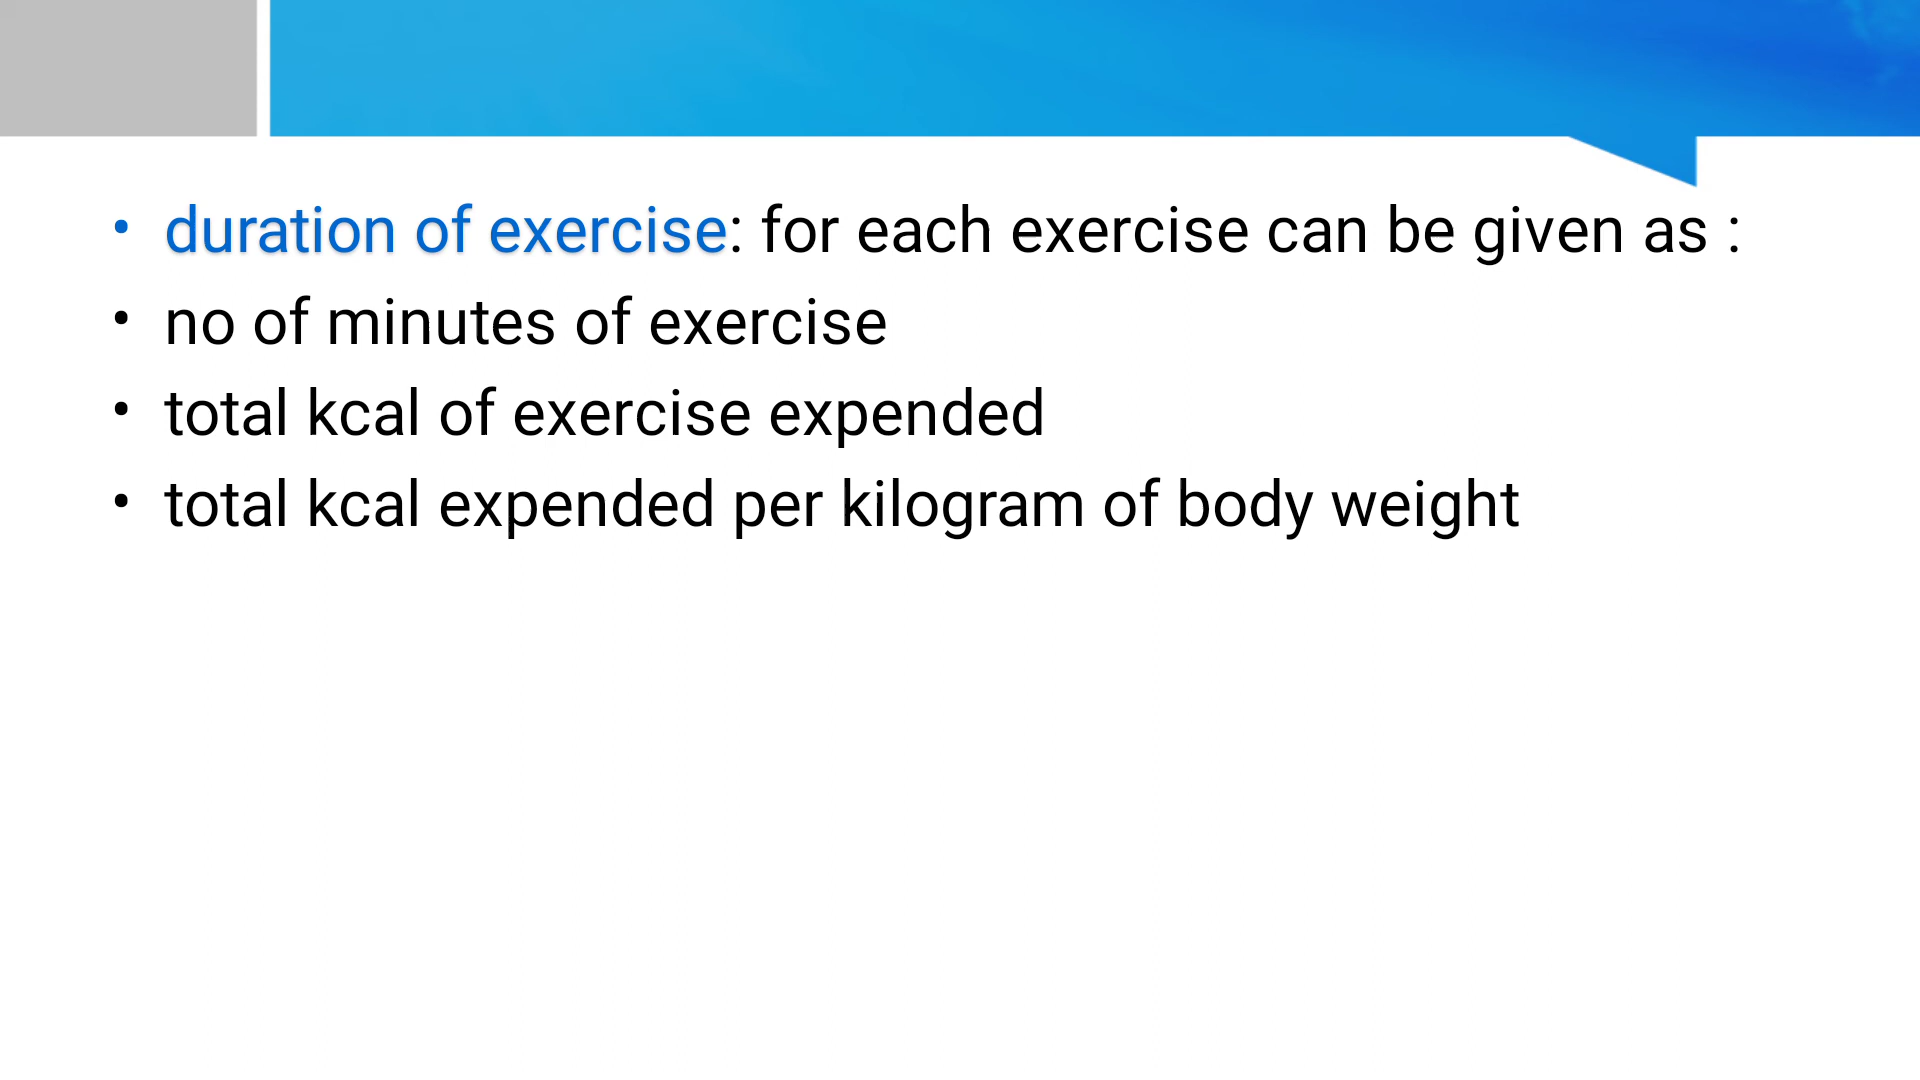 • duration of exercise: for each exercise can be given as :
• no of minutes of exercise
• total kcal of exercise expended
• total kcal expended per kilogram of body weight